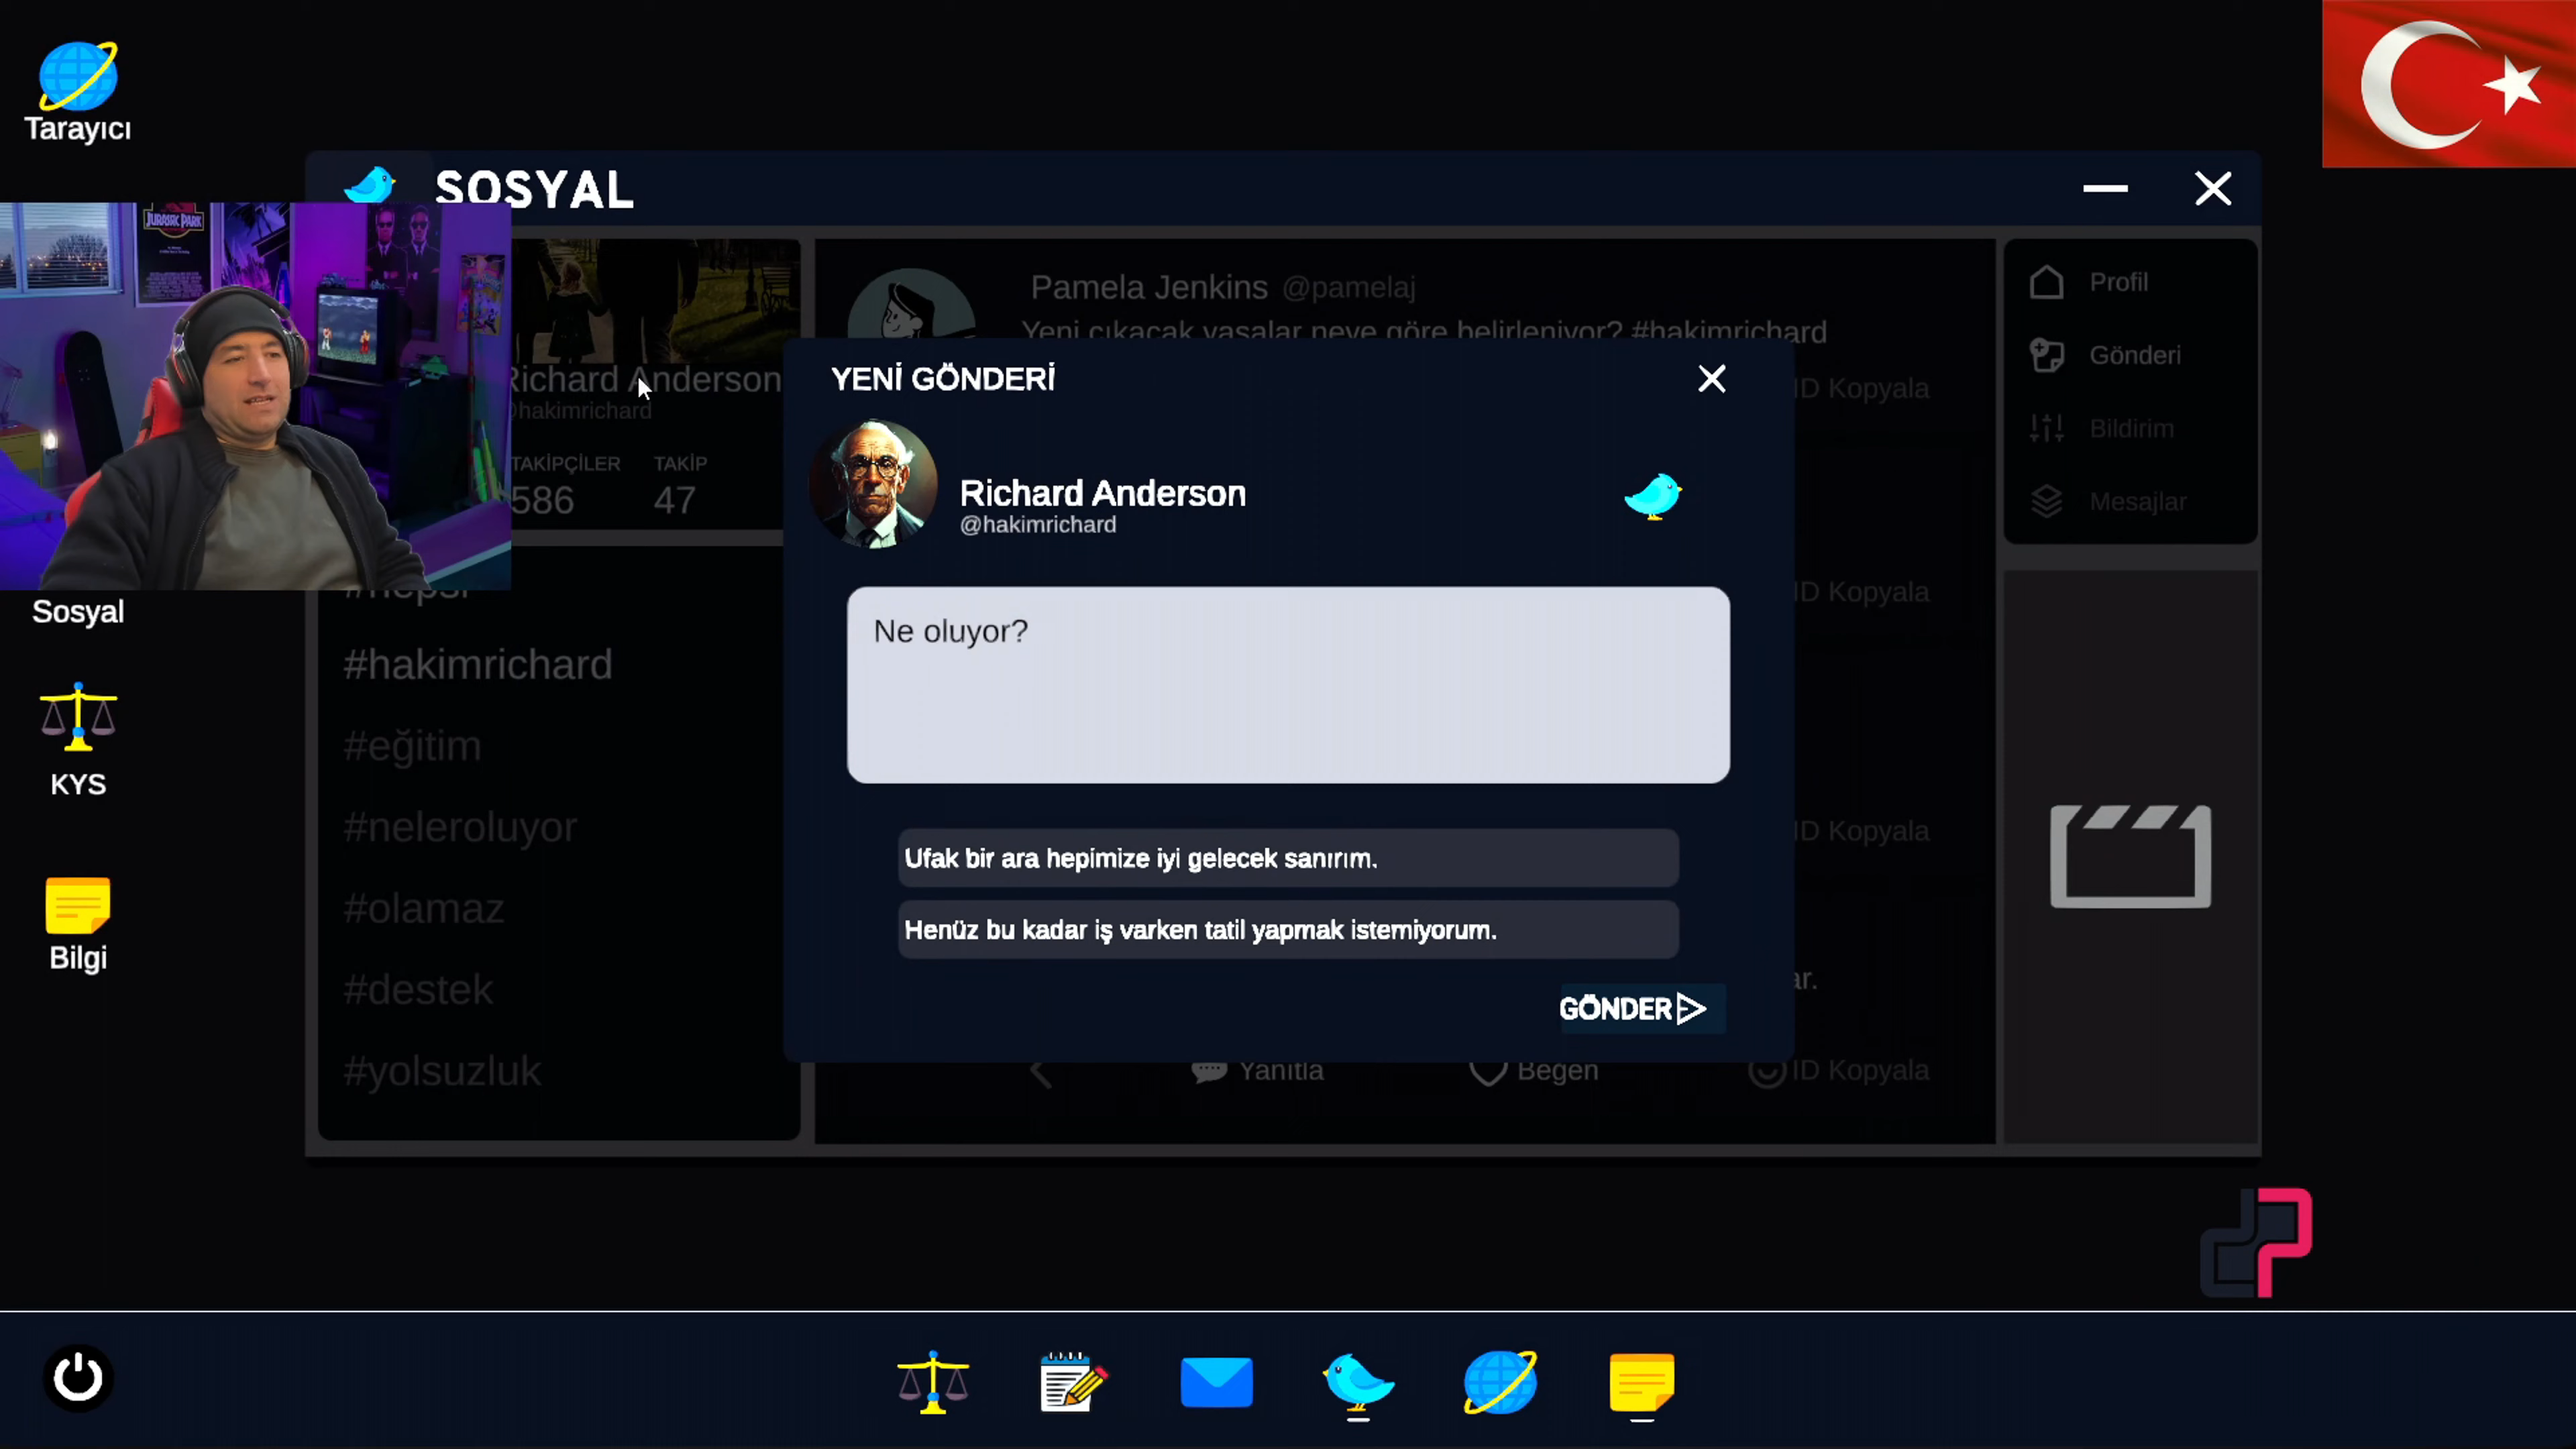 Tarayıcı
SOSYAL
JURASSIC PARK
Pamela Jenkins @pamelaj
Yeni çıkacak yasalar neye göre belirleniyor? #hakimrichard
ID Kopyala
Richard Anderson
@hakimrichard
TAKİPÇİLER TAKİP
586 47
Profil
Gönderi
Bildirim
Mesajlar
YENİ GÖNDERİ
Richard Anderson
@hakimrichard
Ne oluyor?
Ufak bir ara hepimize iyi gelecek sanırım.
Henüz bu kadar iş varken tatil yapmak istemiyorum.
GÖNDER
ID Kopyala
ID Kopyala
Yanıtla Beğen ID Kopyala
#hepsi
#hakimrichard
#eğitim
#neleroluyor
#olamaz
#destek
#yolsuzluk
Sosyal
KYS
Bilgi